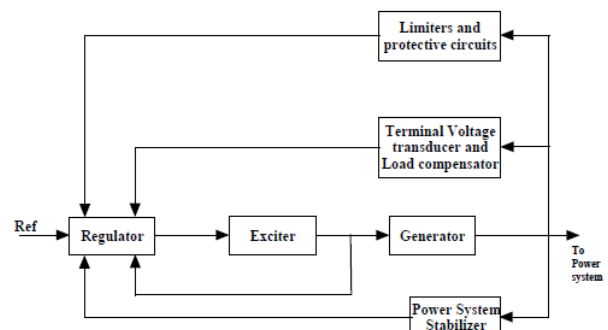 Limiters and
protective circuits
Terminal Voltage
transducer and
Load compensator
Ref
Regulator
Exciter
Generator
To
Power
system
Power System
Stabilizer